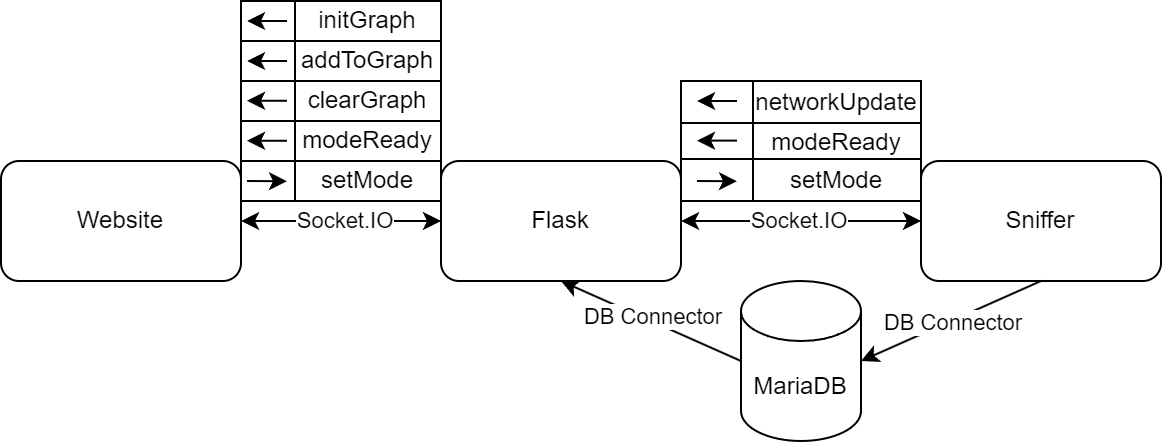 initGraph
addToGraph
clearGraph
modeReady
setMode
networkUpdate
modeReady
setMode
Website
Socket.IO
Flask
Socket.IO
Sniffer
DB Connector
DB Connector
MariaDB